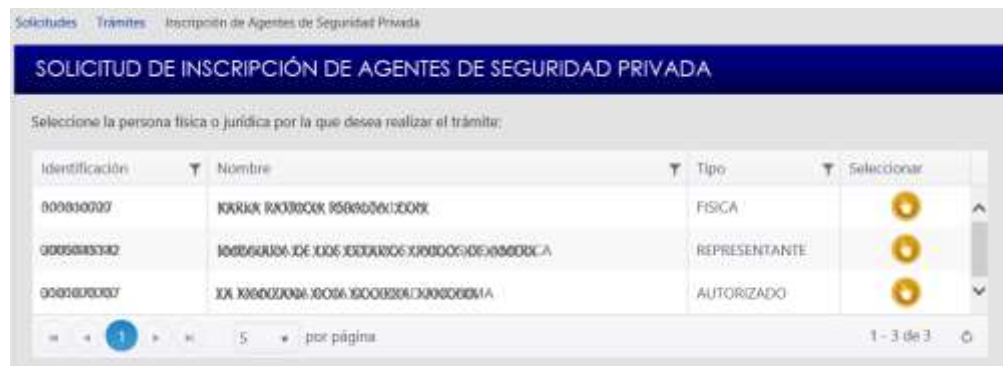 Solicitudes Trámites Inscripción de Agentes de Seguridad Privada
SOLICITUD DE INSCRIPCIÓN DE AGENTES DE SEGURIDAD PRIVADA
Seleccione la persona física o jurídica por la que desea realizar el trámite:
Identificación Nombre Tipo Seleccionar
FISICA
REPRESENTANTE
AUTORIZADO
1 5 por página 1 - 3 de 3